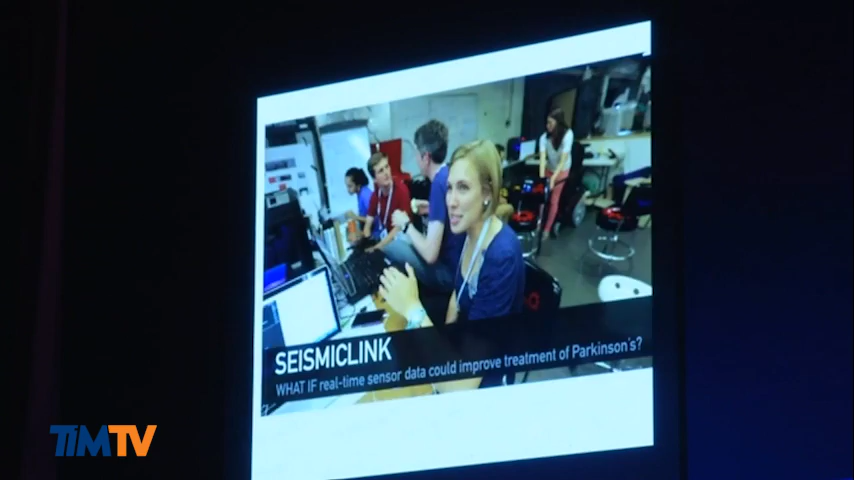 SEISMICLINK
WHAT IF real-time sensor data could improve treatment of Parkinson's?
TIMTV